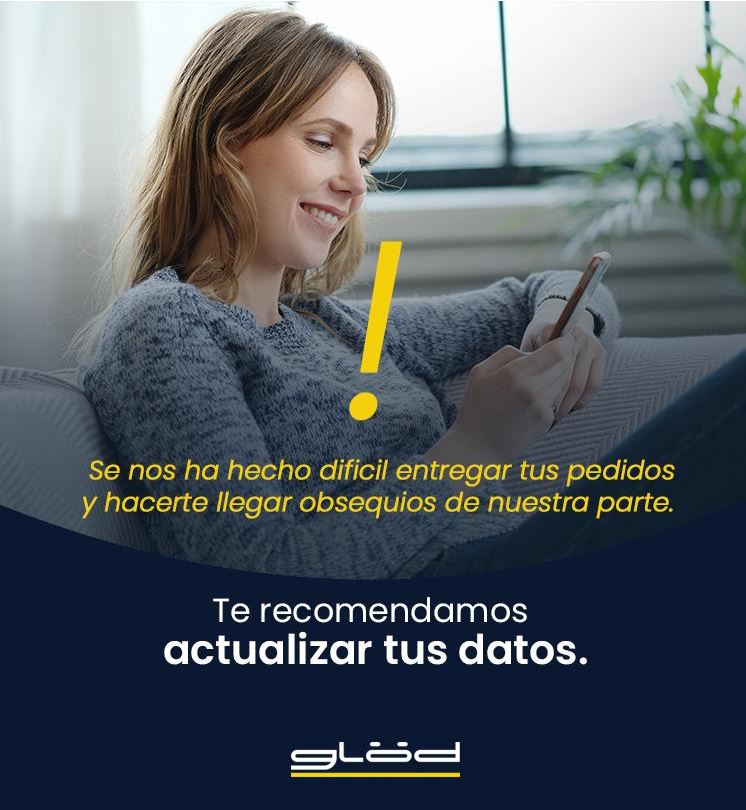 !
Se nos ha hecho dificil entregar tus pedidos
y hacerte llegar obsequios de nuestra parte.
Te recomendamos
actualizar tus datos.
glöd